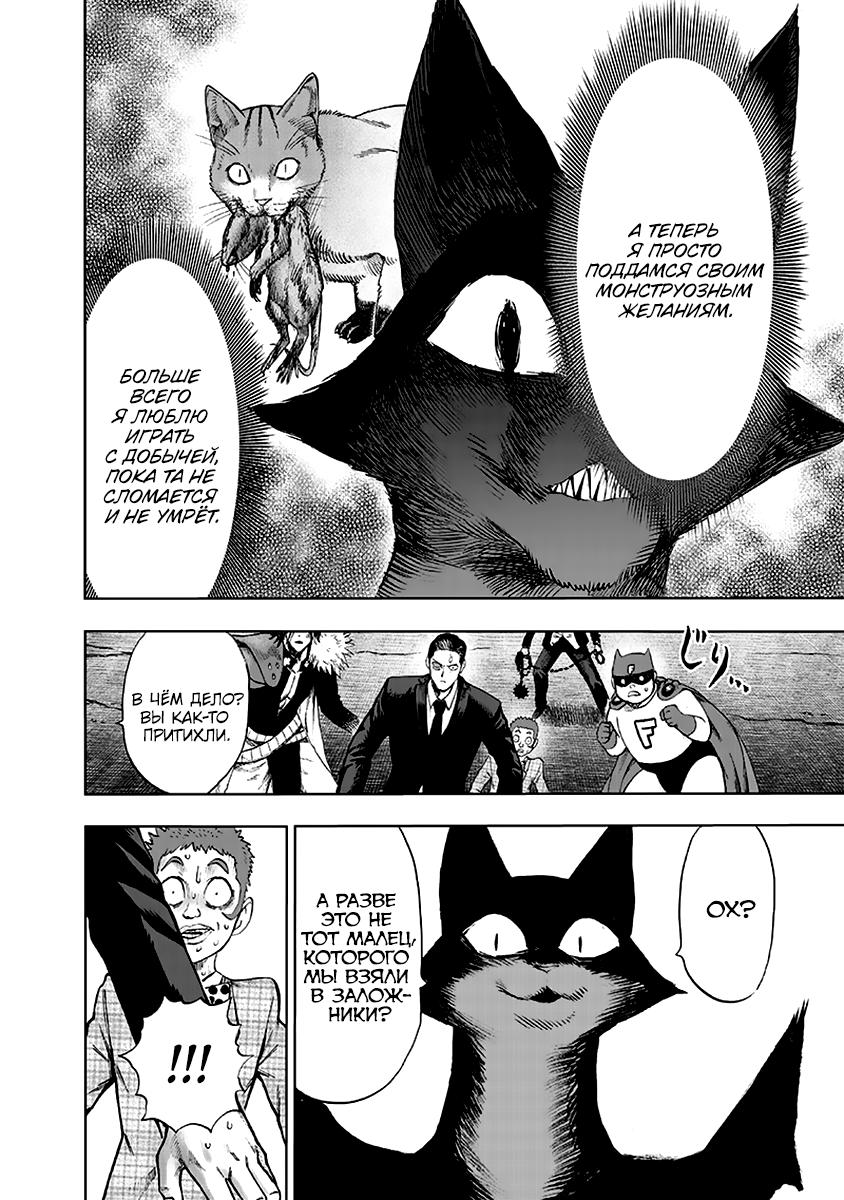 А ТЕПЕРЬ
Я ПРОСТО
ПОДДАМСЯ СВОИМ
МОНСТРУОЗНЫМ
ЖЕЛАНИЯМ.
БОЛЬШЕ
ВСЕГО
Я ЛЮБЛЮ
ИГРАТЬ
С ДОБЫЧЕЙ,
ПОКА ТА НЕ
СЛОМАЕТСЯ
И НЕ УМРЁТ.
じり...
F
F
В ЧЁМ ДЕЛО?
ВЫ КАК-ТО
ПРИТИХЛИ.
ОХ?
А РАЗВЕ
ЭТО НЕ
ТОТ МАЛЕЦ,
КОТОРОГО
МЫ ВЗЯЛИ
В ЗАЛОЖ-
НИКИ?
!!!